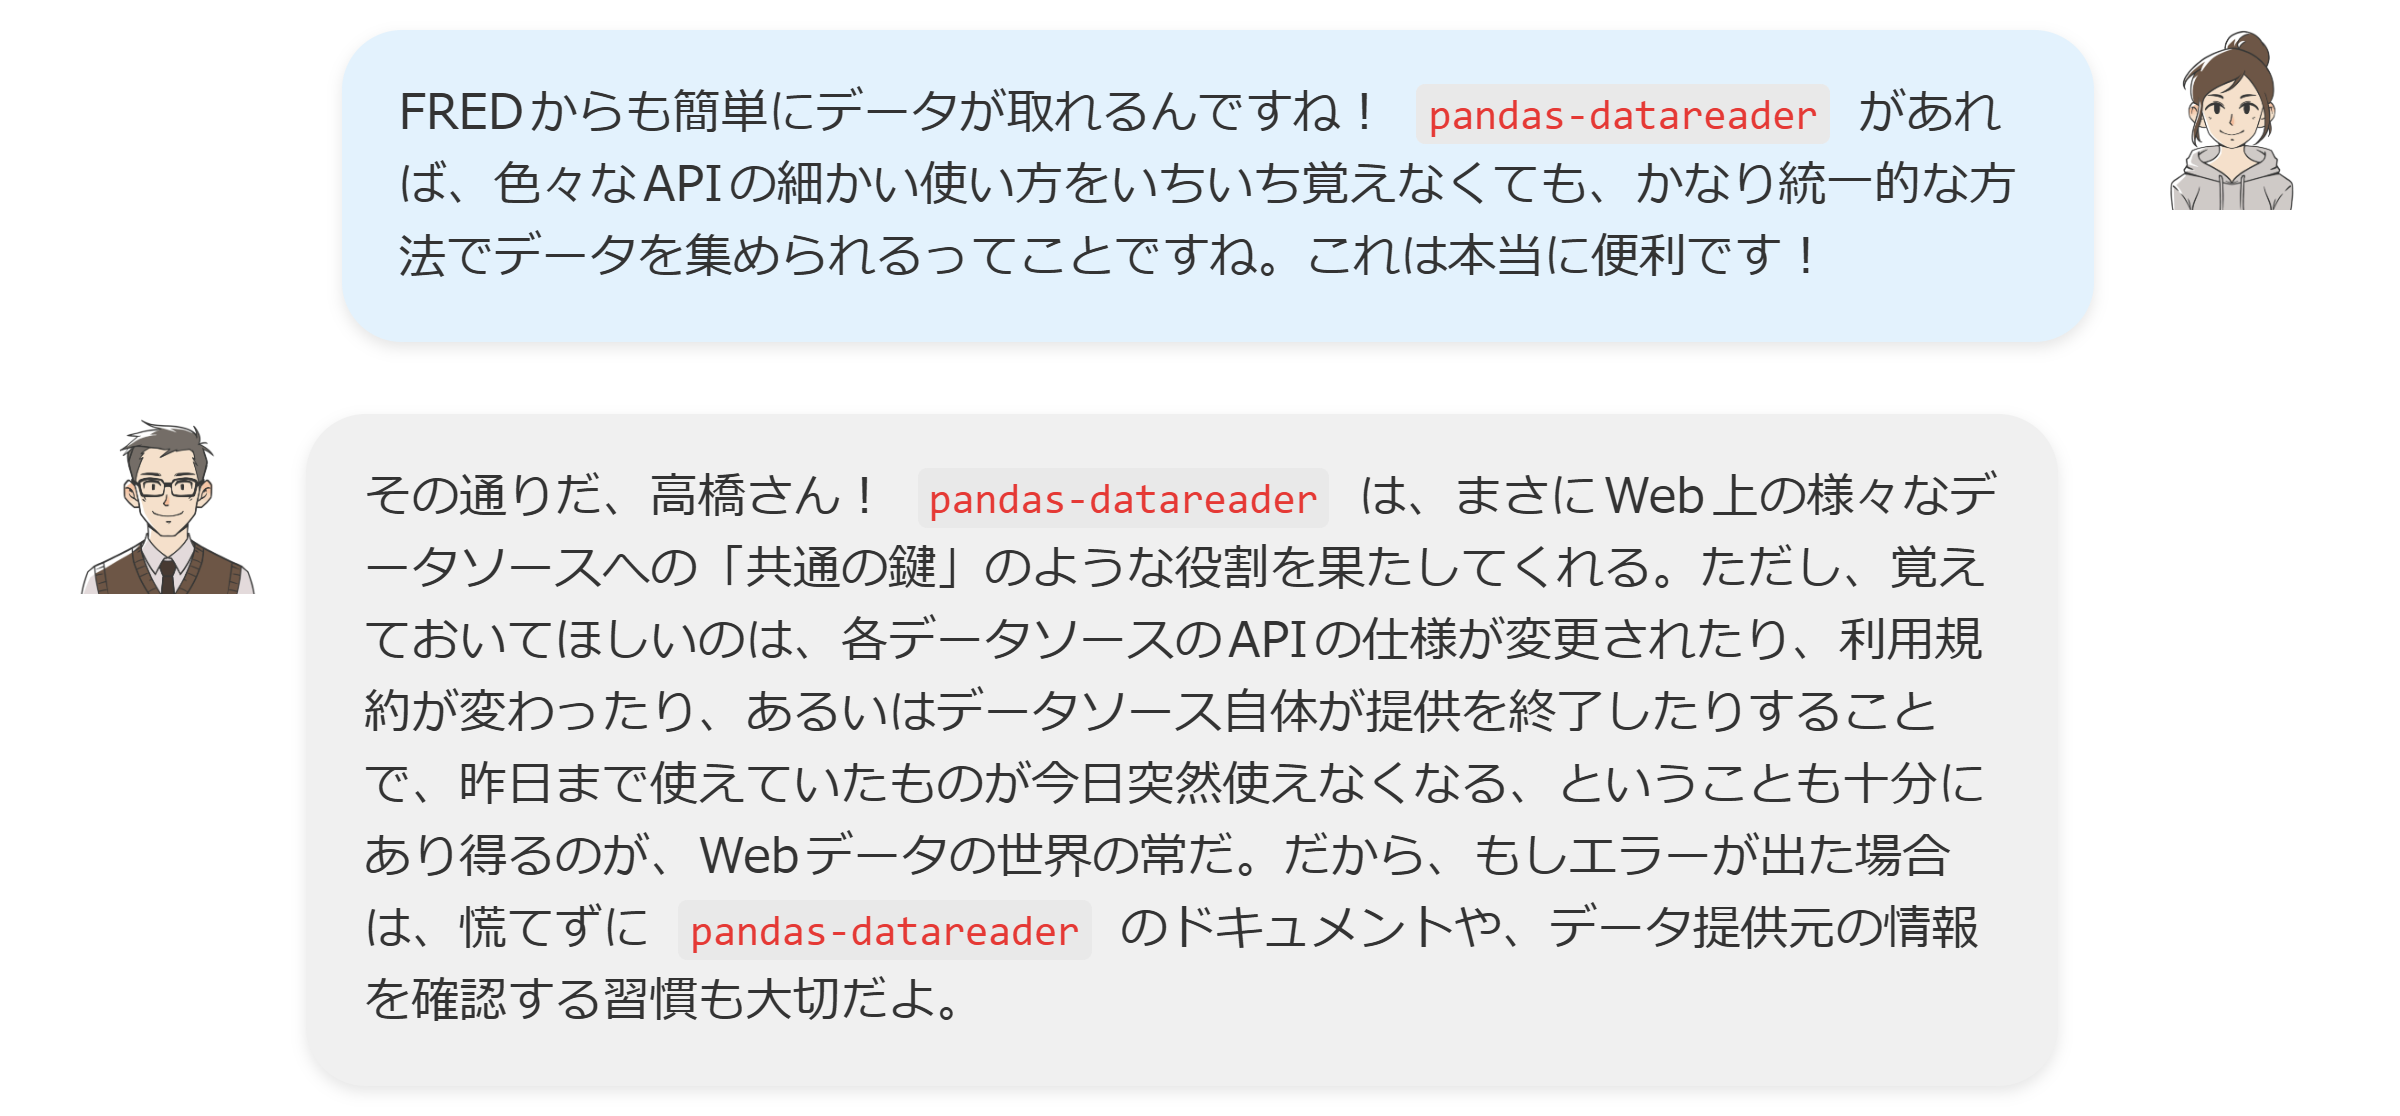 FREDからも簡単にデータが取れるんですね！ pandas-datareader があれ
ば、色々なAPIの細かい使い方をいちいち覚えなくても、かなり統一的な方
法でデータを集められるってことですね。これは本当に便利です！
その通りだ、高橋さん！ pandas-datareader は、まさにWeb上の様々なデ
ータソースへの「共通の鍵」のような役割を果たしてくれる。ただし、覚え
ておいてほしいのは、各データソースのAPIの仕様が変更されたり、利用規
約が変わったり、あるいはデータソース自体が提供を終了したりすること
で、昨日まで使えていたものが今日突然使えなくなる、ということも十分に
あり得るのが、Webデータの世界の常だ。だから、もしエラーが出た場合
は、慌てずに pandas-datareader のドキュメントや、データ提供元の情報
を確認する習慣も大切だよ。